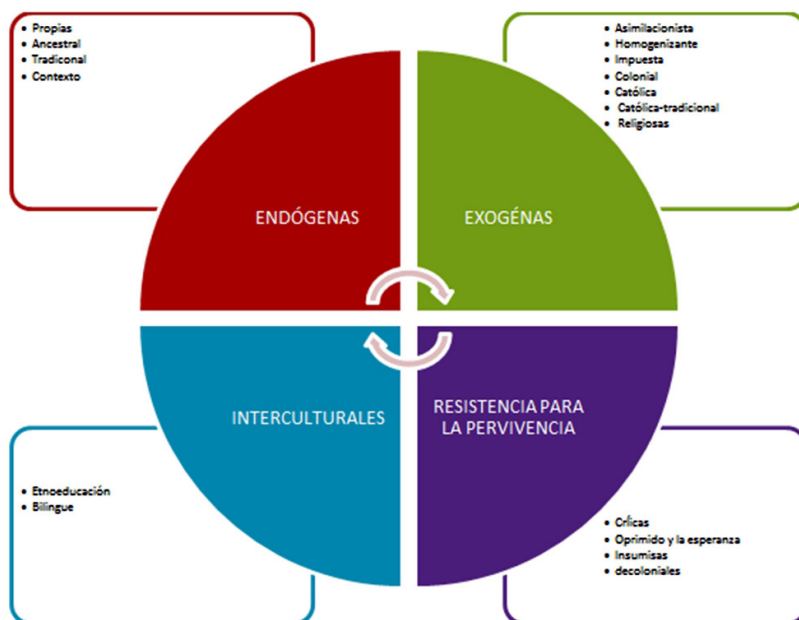 • Propias
• Ancestral
• Tradiconal
• Contexto
• Asimilacionista
• Homogenizante
• Impuesta
• Colonial
• Católica
• Católica-tradicional
• Religiosas
ENDÓGENAS
EXOGÉNAS
INTERCULTURALES
RESISTENCIA PARA
LA PERVIVENCIA
• Etnoeducación
• Bilingue
• Crĺicas
• Oprimido y la esperanza
• Insumisas
• decoloniales